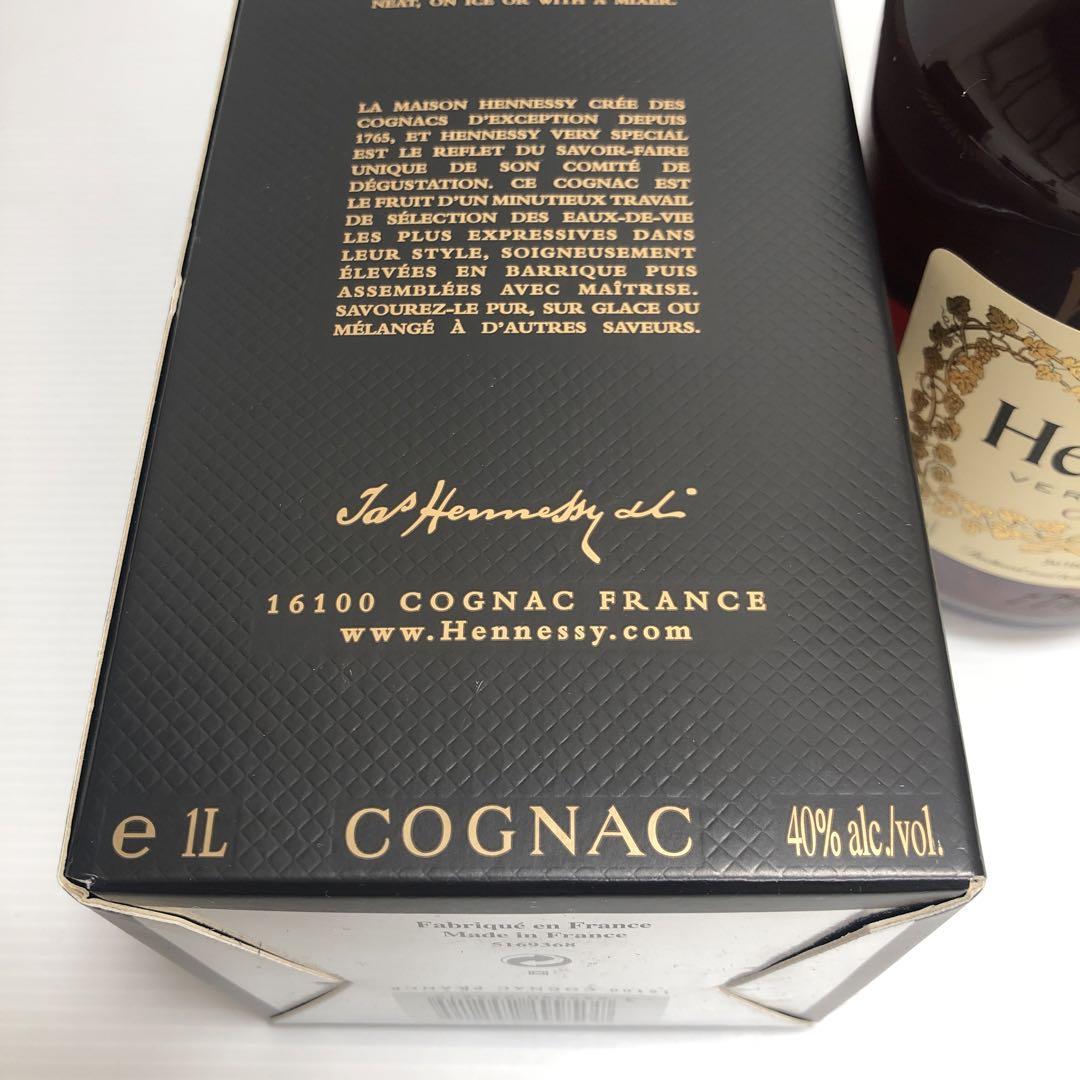 NEAT, ON ICE OR WITH A MIXER.
LA MAISON HENNESSY CRÉE DES
COGNACS D'EXCEPTION DEPUIS
1765, ET HENNESSY VERY SPECIAL
EST LE REFLET DU SAVOIR-FAIRE
UNIQUE DE SON COMITÉ DE
DÉGUSTATION. CE COGNAC EST
LE FRUIT D'UN MINUTIEUX TRAVAIL
DE SÉLECTION DES EAUX-DE-VIE
LES PLUS EXPRESSIVES DANS
LEUR STYLE, SOIGNEUSEMENT
ÉLEVÉES EN BARRIQUE PUIS
ASSEMBLÉES AVEC MAÎTRISE.
SAVOUREZ-LE PUR, SUR GLACE OU
MÉLANGÉ À D'AUTRES SAVEURS.
Jas Hennessy
16100 COGNAC FRANCE
www.Hennessy.com
e 1L COGNAC 40% alc./vol.
Fabriqué en France
Made in France
5169368
16100 COGNAC FRANCE
He
VER